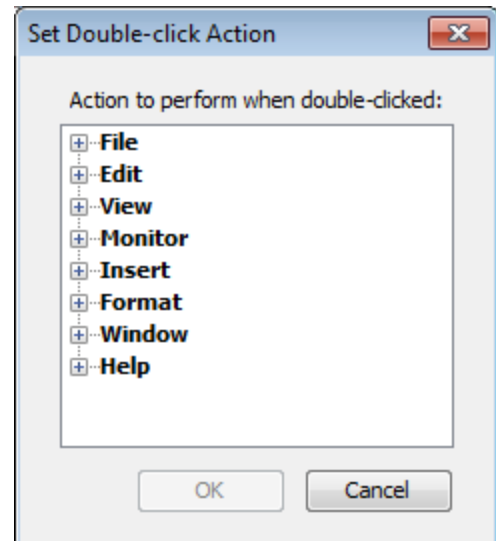 Set Double-click Action
Action to perform when double-clicked:
File
Edit
View
Monitor
Insert
Format
Window
Help
OK Cancel